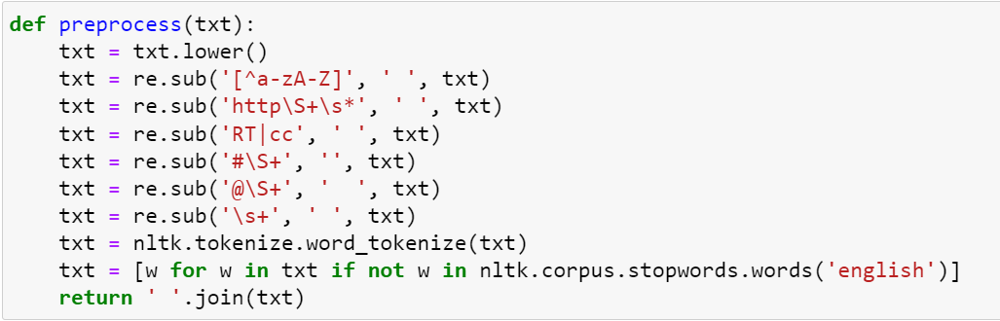 def preprocess(txt):
    txt = txt.lower()
    txt = re.sub('[^a-zA-Z]', ' ', txt)
    txt = re.sub('http\S+\s*', ' ', txt)
    txt = re.sub('RT|cc', ' ', txt)
    txt = re.sub('#\S+', '', txt)
    txt = re.sub('@\S+', '  ', txt)
    txt = re.sub('\s+', ' ', txt)
    txt = nltk.tokenize.word_tokenize(txt)
    txt = [w for w in txt if not w in nltk.corpus.stopwords.words('english')]
    return ' '.join(txt)